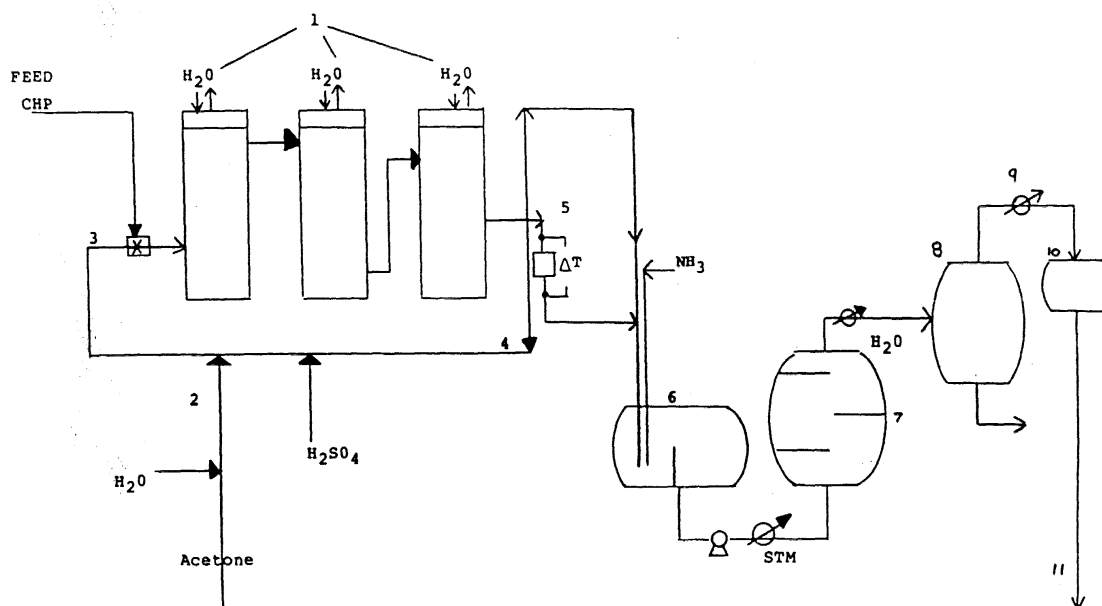 1
FEED
CHP
H₂O
H₂O
H₂O
3
5
ΔT
NH₃
4
2
H₂SO₄
H₂O
Acetone
6
STM
7
H₂O
8
9
10
11